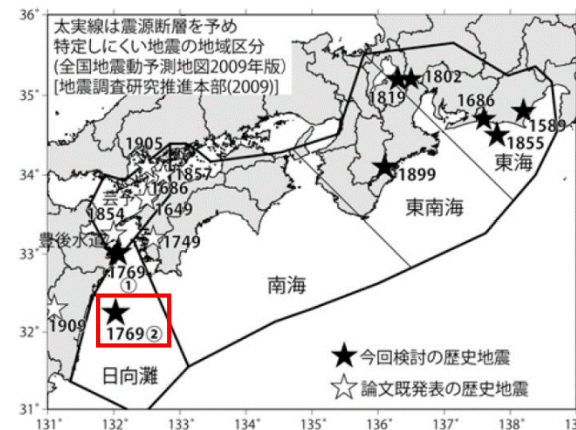 太実線は震源断層を予め
特定しにくい地震の地域区分
(全国地震動予測地図2009年版)
[地震調査研究推進本部(2009)]
36°
35°
34°
33°
32°
31°
1802
1819
1686
1589
1855
東海
1905
1857
1899
芸予
1686
1649
東南海
1854
豊後水道
1749
1769
①
南海
1769②
1909
日向灘
★今回検討の歴史地震
☆論文既発表の歴史地震
131°
132°
133°
134°
135°
136°
137°
138°